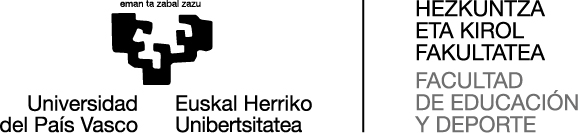 eman ta zabal zazu
Universidad
del País Vasco
Euskal Herriko
Unibertsitatea
HEZKUNTZA
ETA KIROL
FAKULTATEA
FACULTAD
DE EDUCACIÓN
Y DEPORTE